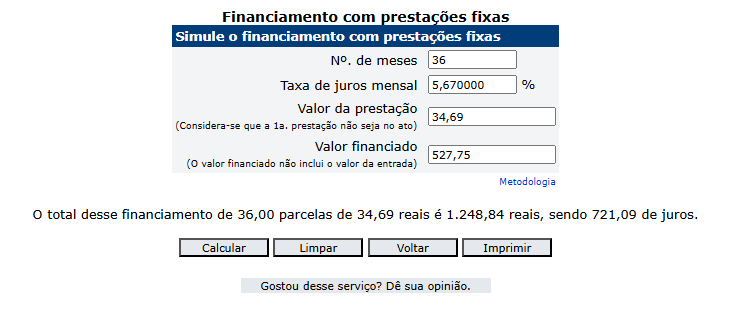 Financiamento com prestações fixas
Simule o financiamento com prestações fixas
Nº. de meses 36
Taxa de juros mensal 5,670000 %
Valor da prestação
(Considera-se que a 1a. prestação não seja no ato) 34,69
Valor financiado
(O valor financiado não inclui o valor da entrada) 527,75
Metodologia
O total desse financiamento de 36,00 parcelas de 34,69 reais é 1.248,84 reais, sendo 721,09 de juros.
Calcular Limpar Voltar Imprimir
Gostou desse serviço? Dê sua opinião.